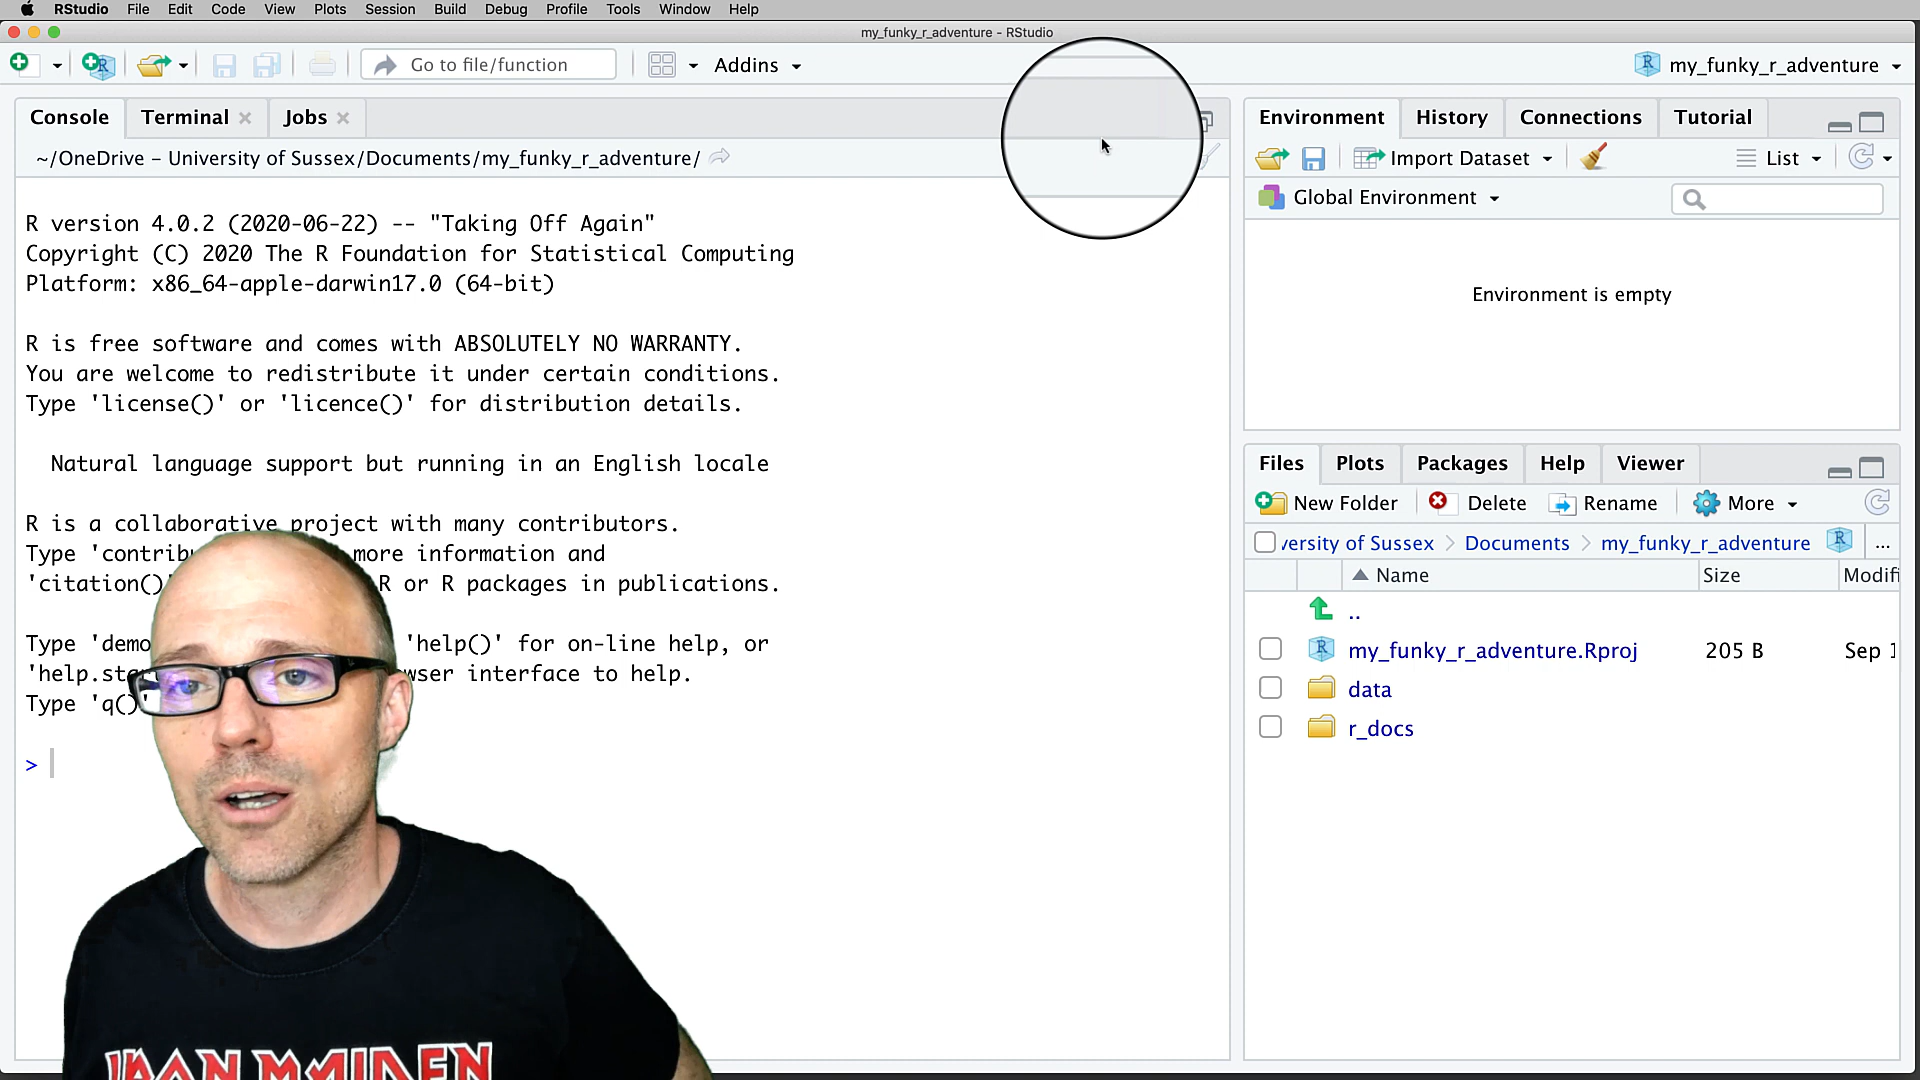 RStudio File Edit Code View Plots Session Build Debug Profile Tools Window Help
my_funky_r_adventure - RStudio
Go to file/function Addins my_funky_r_adventure
Console Terminal Jobs
~/OneDrive – University of Sussex/Documents/my_funky_r_adventure/
R version 4.0.2 (2020-06-22) -- "Taking Off Again"
Copyright (C) 2020 The R Foundation for Statistical Computing
Platform: x86_64-apple-darwin17.0 (64-bit)
R is free software and comes with ABSOLUTELY NO WARRANTY.
You are welcome to redistribute it under certain conditions.
Type 'license()' or 'licence()' for distribution details.
Natural language support but running in an English locale
R is a collaborative project with many contributors.
Type 'contrib more information and
'citation()' R or R packages in publications.
Type 'demo 'help()' for on-line help, or
'help.star wser interface to help.
Type 'q()'
>
Environment History Connections Tutorial
Import Dataset List
Global Environment
Environment is empty
Files Plots Packages Help Viewer
New Folder Delete Rename More
versity of Sussex Documents my_funky_r_adventure ...
Name Size Modifi
..
my_funky_r_adventure.Rproj 205 B Sep 1
data
r_docs
IRON MAIDEN